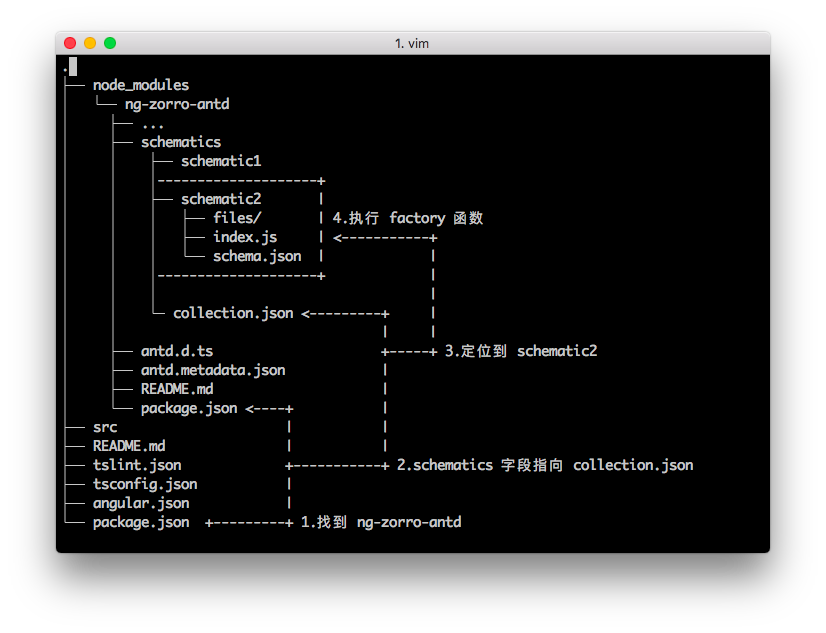 1. vim
.
├── node_modules
│   └── ng-zorro-antd
│       ├── ...
│       ├── schematics
│       │    ├── schematic1
│       │    |--------------------+
│       │    ├── schematic2       |
│       │    │   ├── files/       | 4.执行 factory 函数
│       │    │   ├── index.js     | <-----------+
│       │    │   └── schema.json  |             |
│       │    |--------------------+             |
│       │    │                                  |
│       │    └─ collection.json <---------+     |
│       │                                 |     |
│       ├── antd.d.ts                     +-----+ 3.定位到 schematic2
│       ├── antd.metadata.json            |
│       ├── README.md                     |
│       └── package.json <----+           |
├── src                       |           |
├── README.md                 |           |
├── tslint.json               +-----------+ 2.schematics 字段指向 collection.json
├── tsconfig.json             |
├── angular.json              |
└── package.json  +---------+ 1.找到 ng-zorro-antd